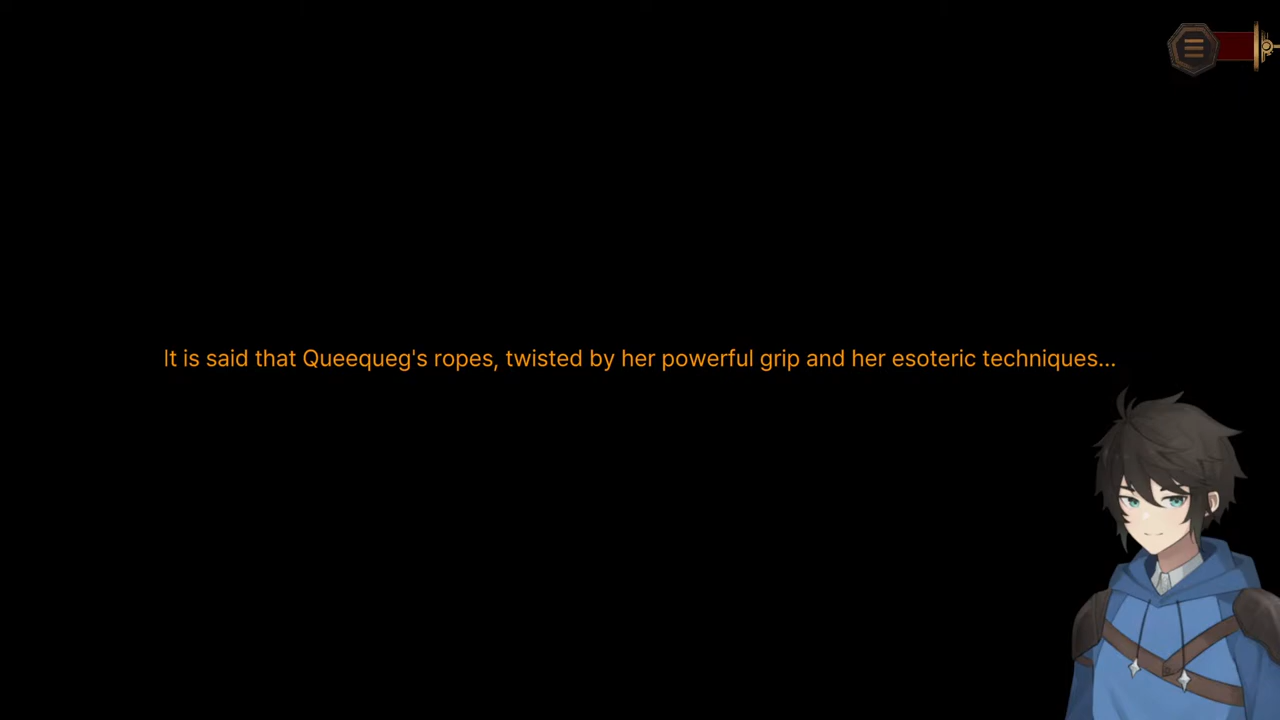 It is said that Queequeg's ropes, twisted by her powerful grip and her esoteric techniques...